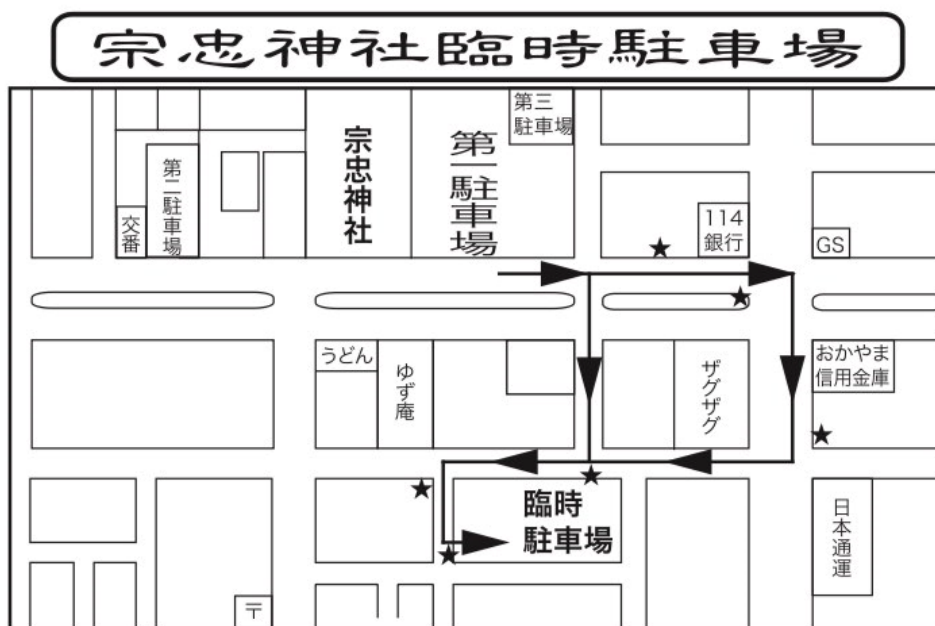 宗忠神社臨時駐車場
第三
駐車場
宗忠神社
第一駐車場
第二駐車場
交番
114
銀行
GS
うどん
ゆず庵
ザグザグ
おかやま
信用金庫
臨時
駐車場
日本通運
〒